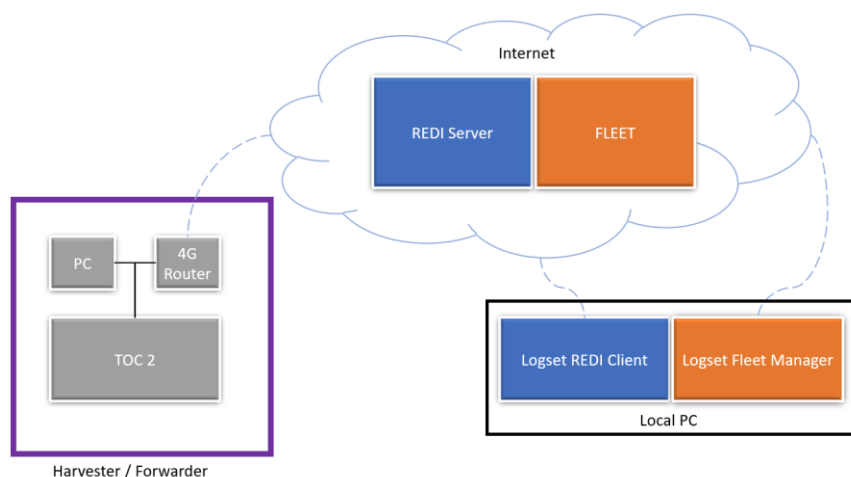 Internet
REDI Server
FLEET
PC
4G
Router
TOC 2
Logset REDI Client
Logset Fleet Manager
Local PC
Harvester / Forwarder